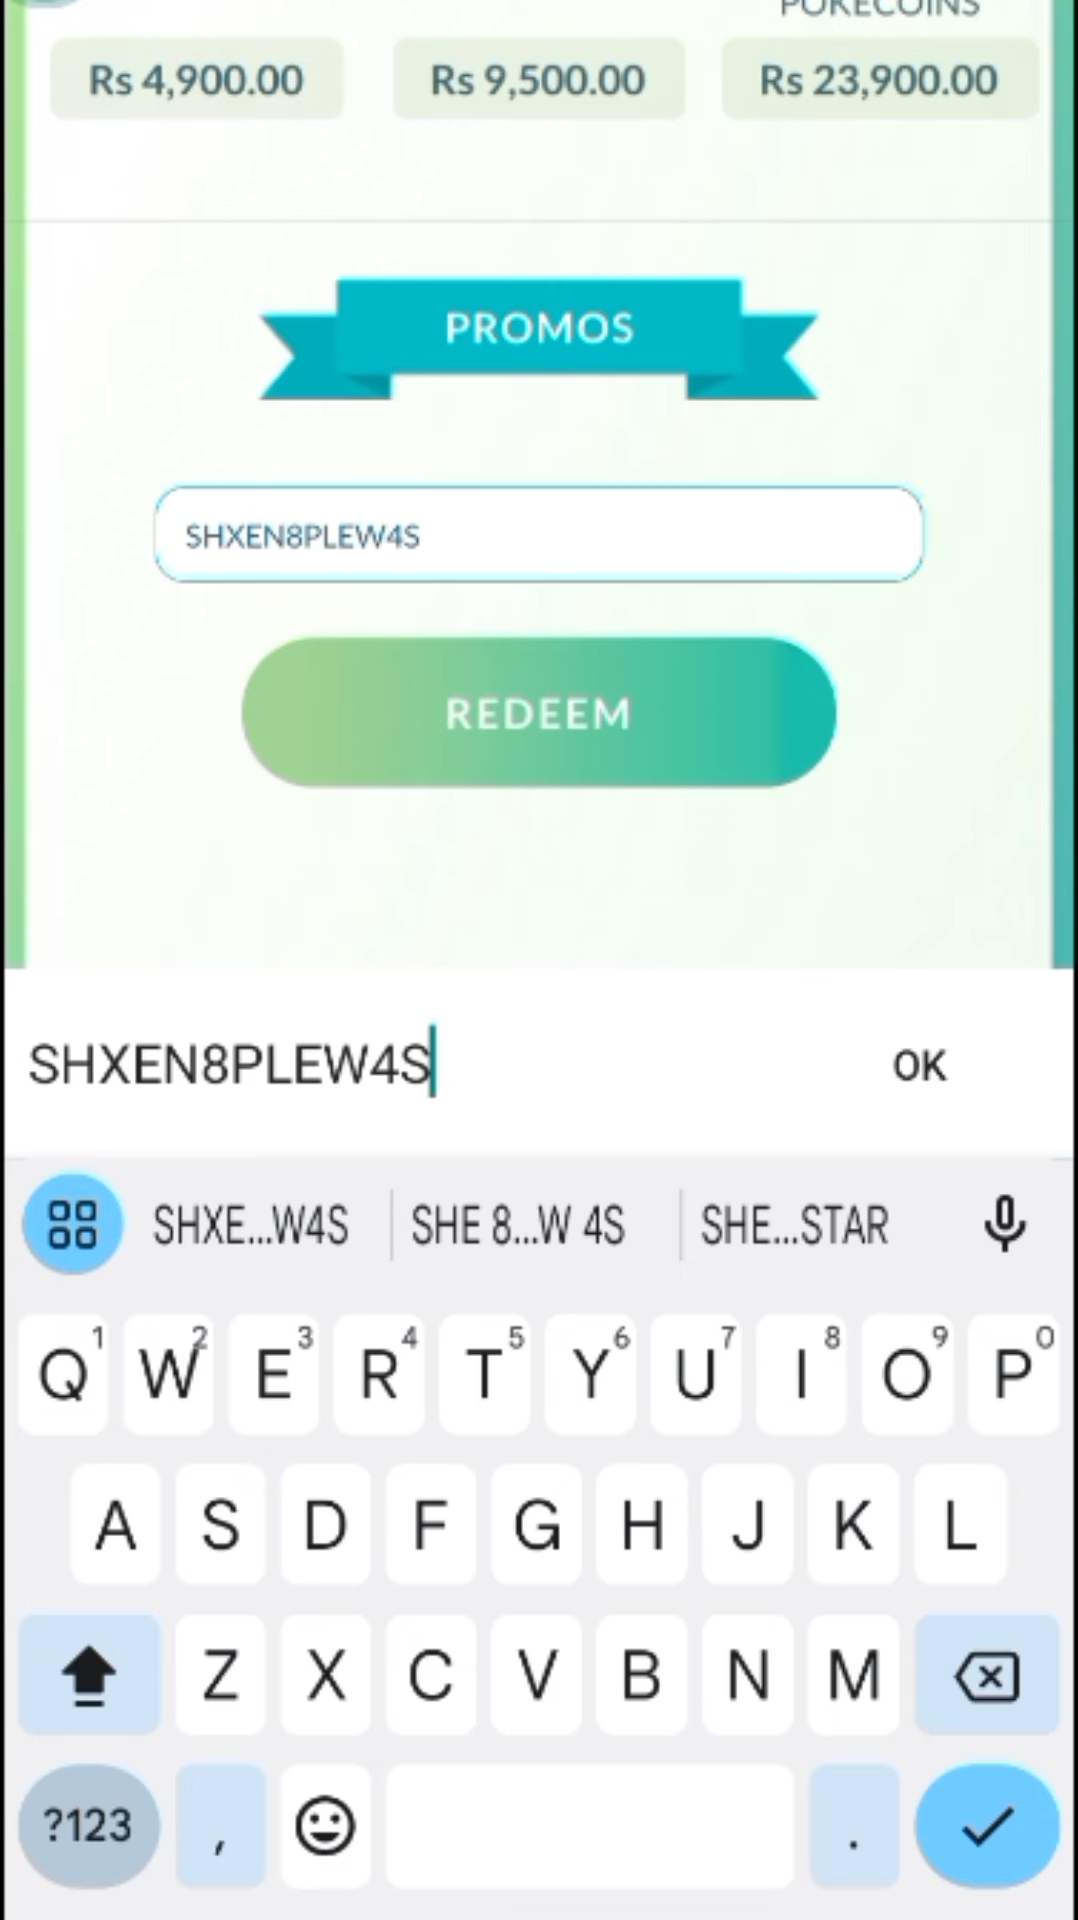 POKECOINS
Rs 4,900.00 Rs 9,500.00 Rs 23,900.00
PROMOS
SHXEN8PLEW4S
REDEEM
SHXEN8PLEW4S OK
SHXE...W4S SHE 8...W 4S SHE...STAR
Q1 W2 E3 R4 T5 Y6 U7 I8 O9 P0
A S D F G H J K L
Z X C V B N M
?123 , .